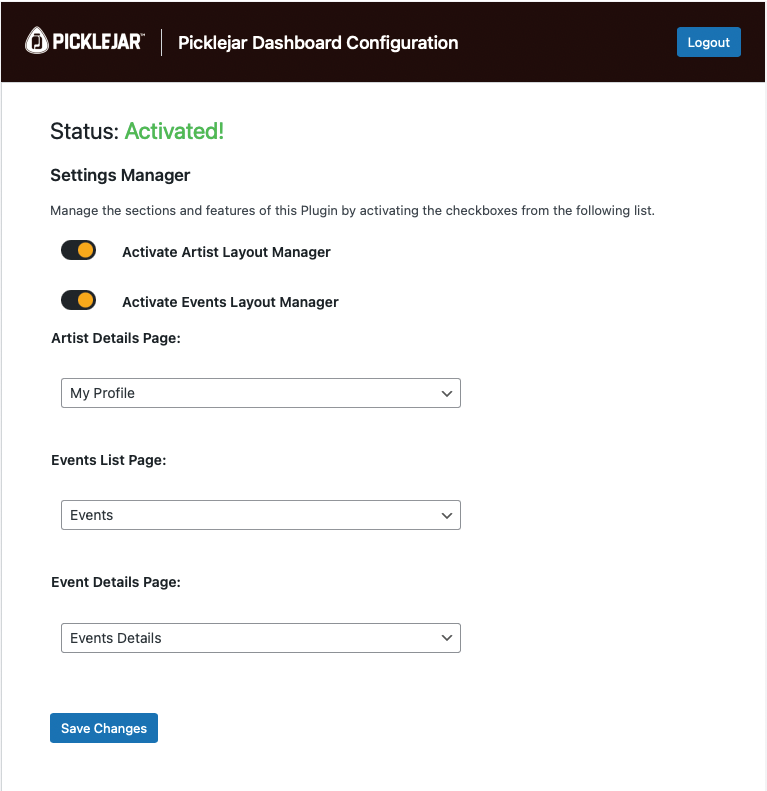 PICKLEJAR™ Picklejar Dashboard Configuration Logout
Status: Activated!
Settings Manager
Manage the sections and features of this Plugin by activating the checkboxes from the following list.
Activate Artist Layout Manager
Activate Events Layout Manager
Artist Details Page:
My Profile
Events List Page:
Events
Event Details Page:
Events Details
Save Changes